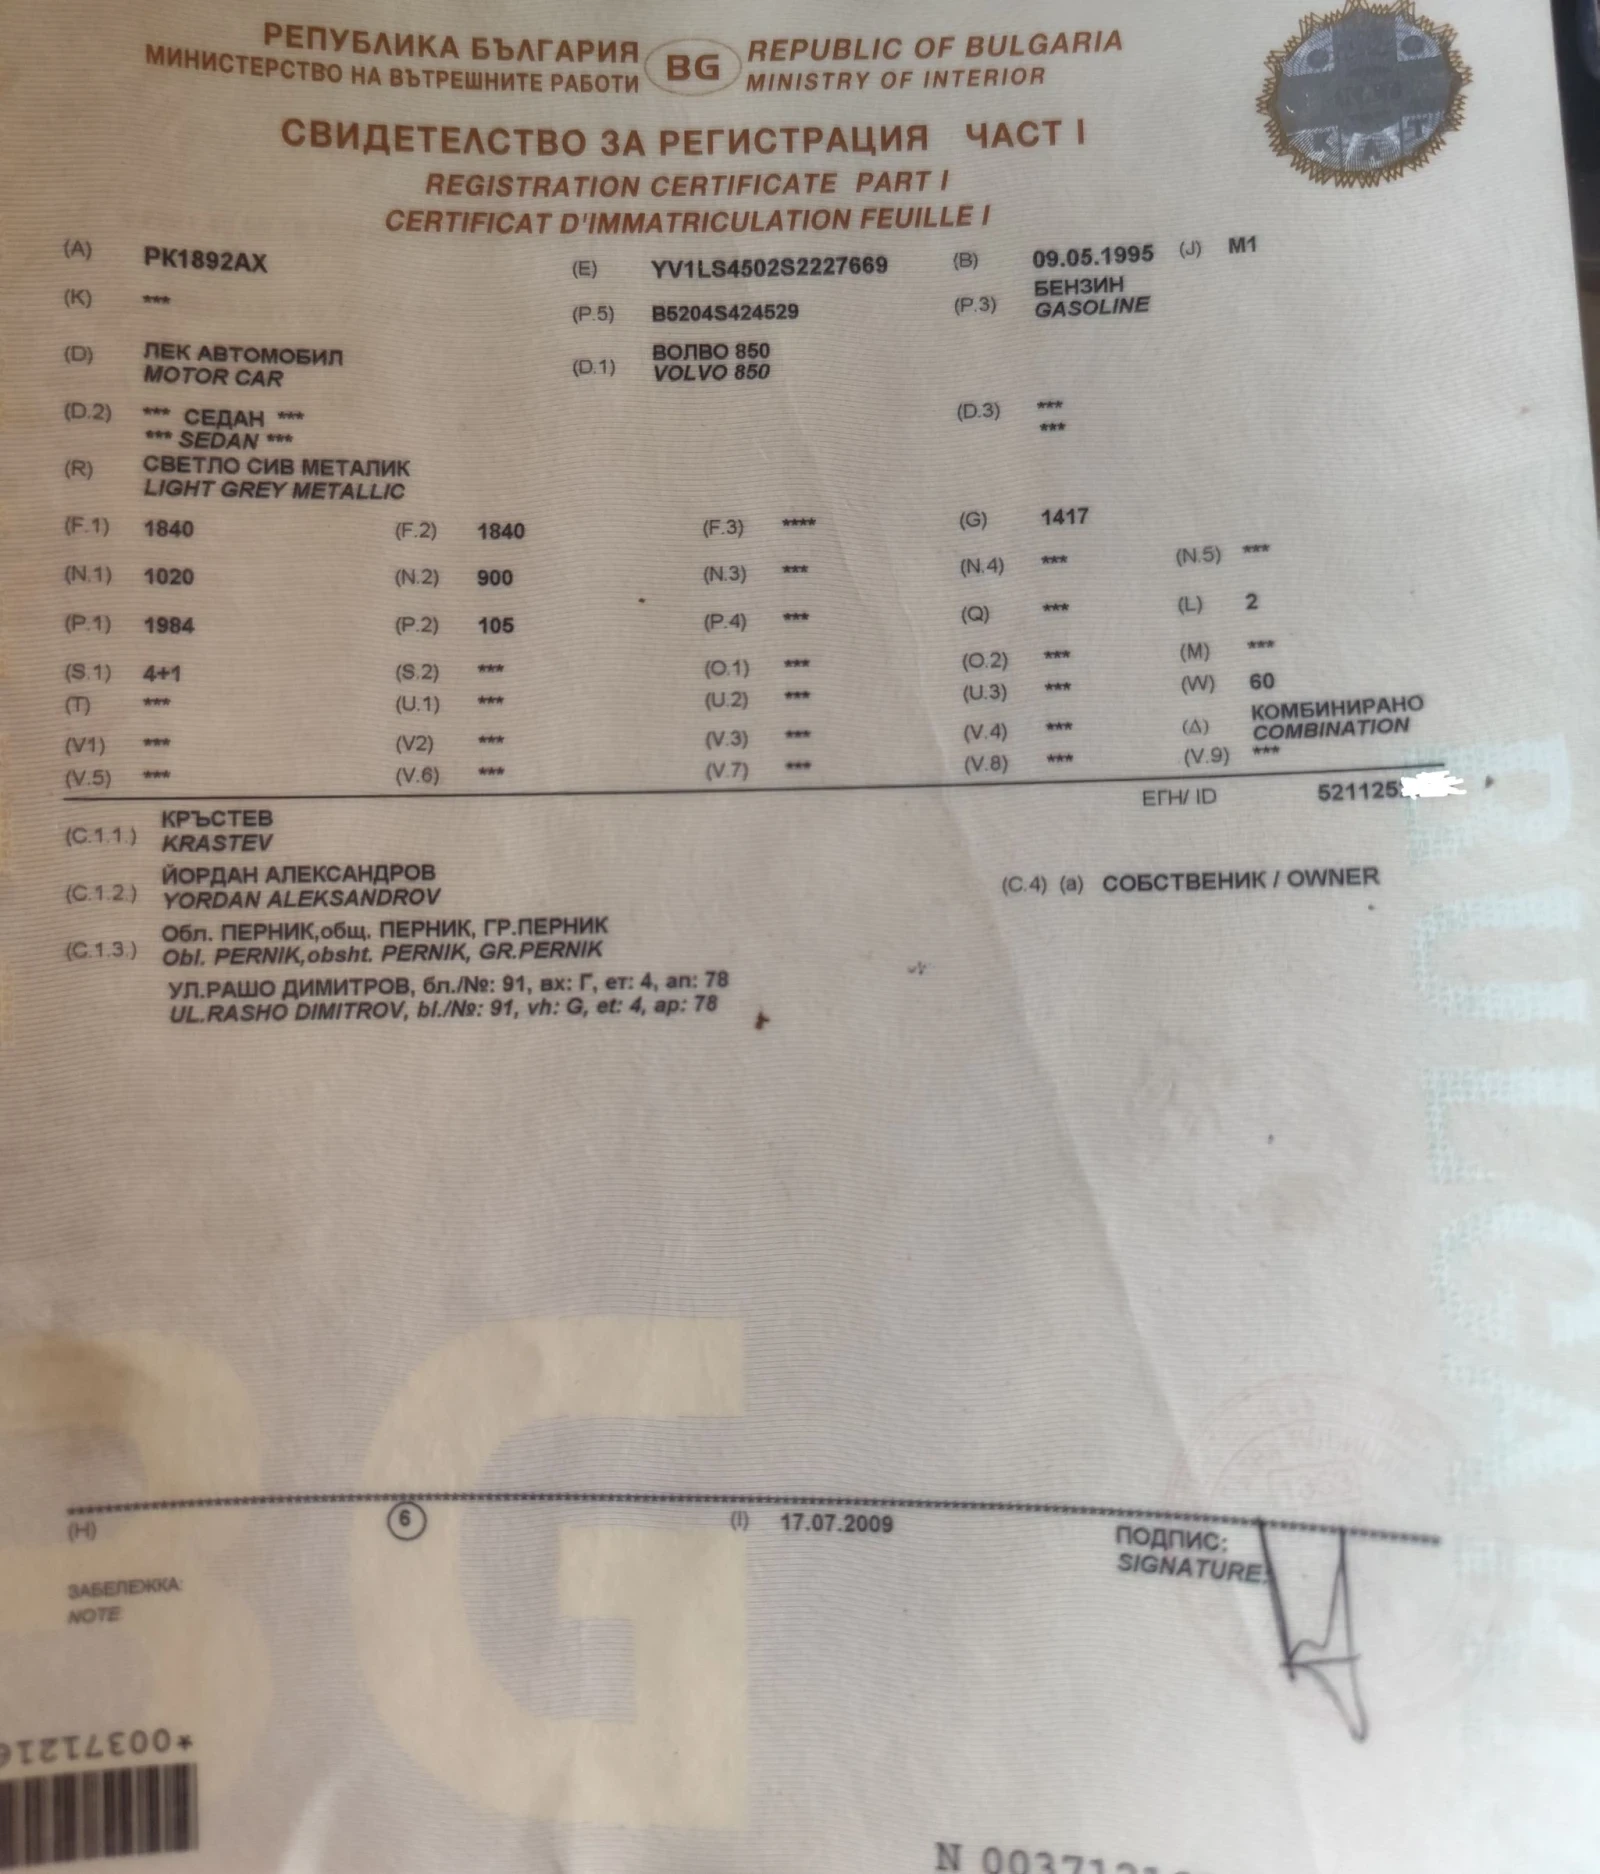 РЕПУБЛИКА БЪЛГАРИЯ BG REPUBLIC OF BULGARIA
МИНИСТЕРСТВО НА ВЪТРЕШНИТЕ РАБОТИ MINISTRY OF INTERIOR
СВИДЕТЕЛСТВО ЗА РЕГИСТРАЦИЯ ЧАСТ I
REGISTRATION CERTIFICATE PART I
CERTIFICAT D'IMMATRICULATION FEUILLE I
(A) РК1892АХ (E) YV1LS4502S2227669 (B) 09.05.1995 (J) M1
(K) *** (P.5) B5204S424529 (P.3) БЕНЗИН
GASOLINE
(D) ЛЕК АВТОМОБИЛ (D.1) ВОЛВО 850
MOTOR CAR VOLVO 850
(D.2) *** СЕДАН *** (D.3) ***
*** SEDAN *** ***
(R) СВЕТЛО СИВ МЕТАЛИК
LIGHT GREY METALLIC
(F.1) 1840 (F.2) 1840 (F.3) **** (G) 1417
(N.1) 1020 (N.2) 900 (N.3) *** (N.4) *** (N.5) ***
(P.1) 1984 (P.2) 105 (P.4) *** (Q) *** (L) 2
(S.1) 4+1 (S.2) *** (O.1) *** (O.2) *** (M) ***
(T) *** (U.1) *** (U.2) *** (U.3) *** (W) 60
(V1) *** (V2) *** (V.3) *** (V.4) *** (Δ) КОМБИНИРАНО
COMBINATION
(V.5) *** (V.6) *** (V.7) *** (V.8) *** (V.9) ***
ЕГН/ ID 521125
(C.1.1.) КРЪСТЕВ
KRASTEV
(C.1.2.) ЙОРДАН АЛЕКСАНДРОВ (C.4) (a) СОБСТВЕНИК / OWNER
YORDAN ALEKSANDROV
(C.1.3.) Обл. ПЕРНИК,общ. ПЕРНИК, ГР.ПЕРНИК
Obl. PERNIK,obsht. PERNIK, GR.PERNIK
УЛ.РАШО ДИМИТРОВ, бл./№: 91, вх: Г, ет: 4, ап: 78
UL.RASHO DIMITROV, bl./№: 91, vh: G, et: 4, ap: 78
(H) 6 (I) 17.07.2009 ПОДПИС:
SIGNATURE:
ЗАБЕЛЕЖКА:
NOTE
BG
*00371216
N 00371216